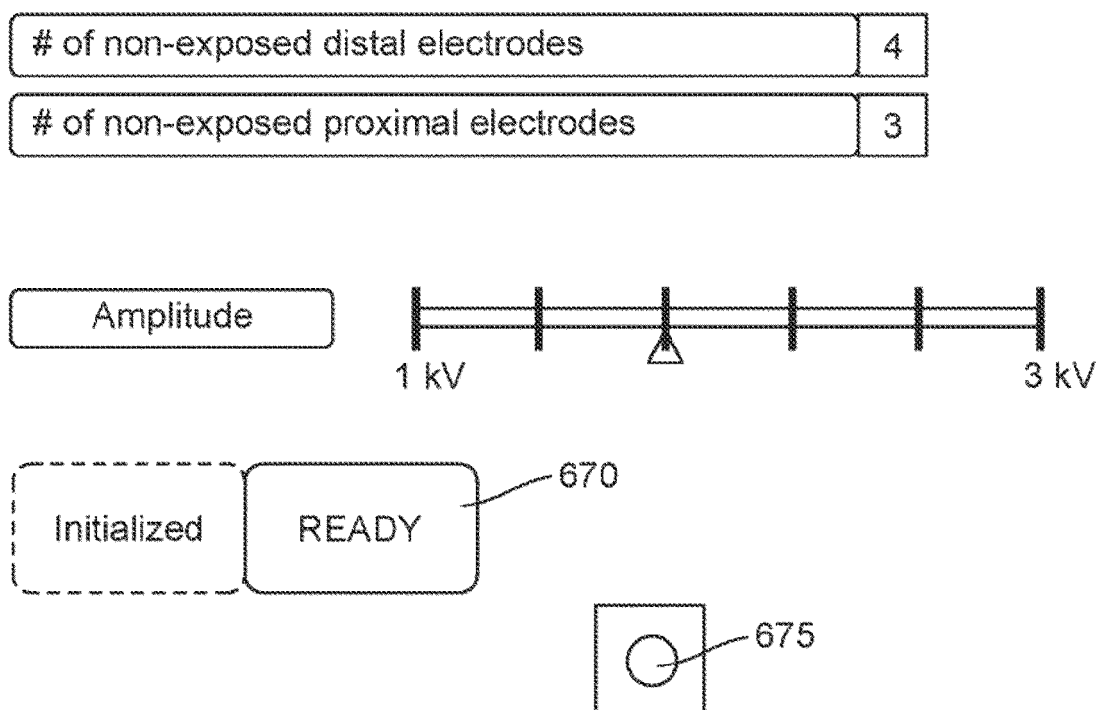 # of non-exposed distal electrodes 4
# of non-exposed proximal electrodes 3
Amplitude
1 kV 3 kV
670
Initialized READY
675